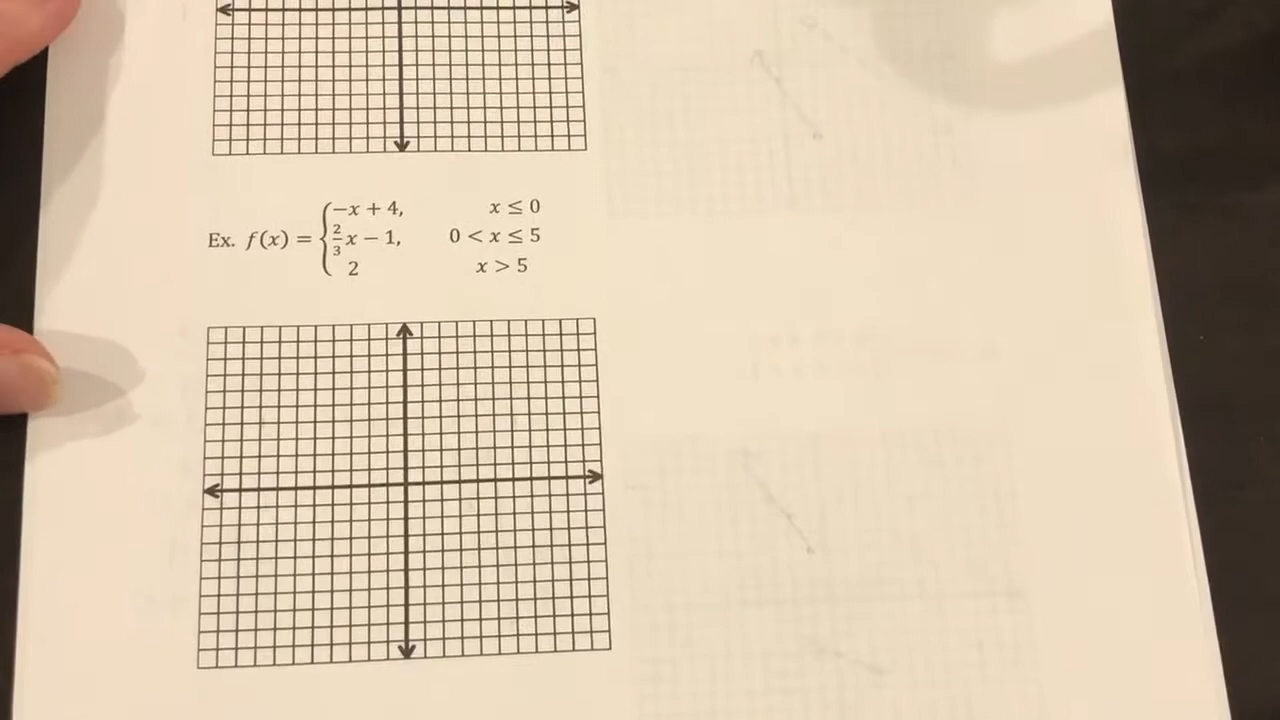 −x + 4, x ≤ 0
Ex. f(x) = { 2/3 x − 1, 0 < x ≤ 5
2 x > 5